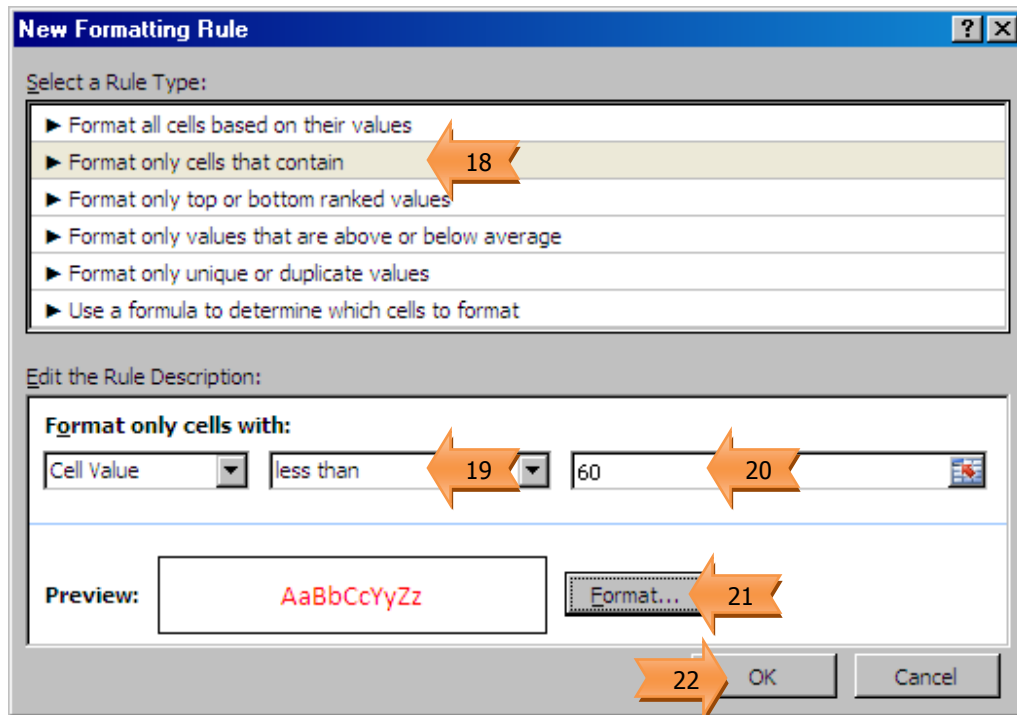 New Formatting Rule
Select a Rule Type:
► Format all cells based on their values
► Format only cells that contain 18
► Format only top or bottom ranked values
► Format only values that are above or below average
► Format only unique or duplicate values
► Use a formula to determine which cells to format
Edit the Rule Description:
Format only cells with:
Cell Value less than 19 60 20
Preview: AaBbCcYyZz Format... 21
22 OK Cancel